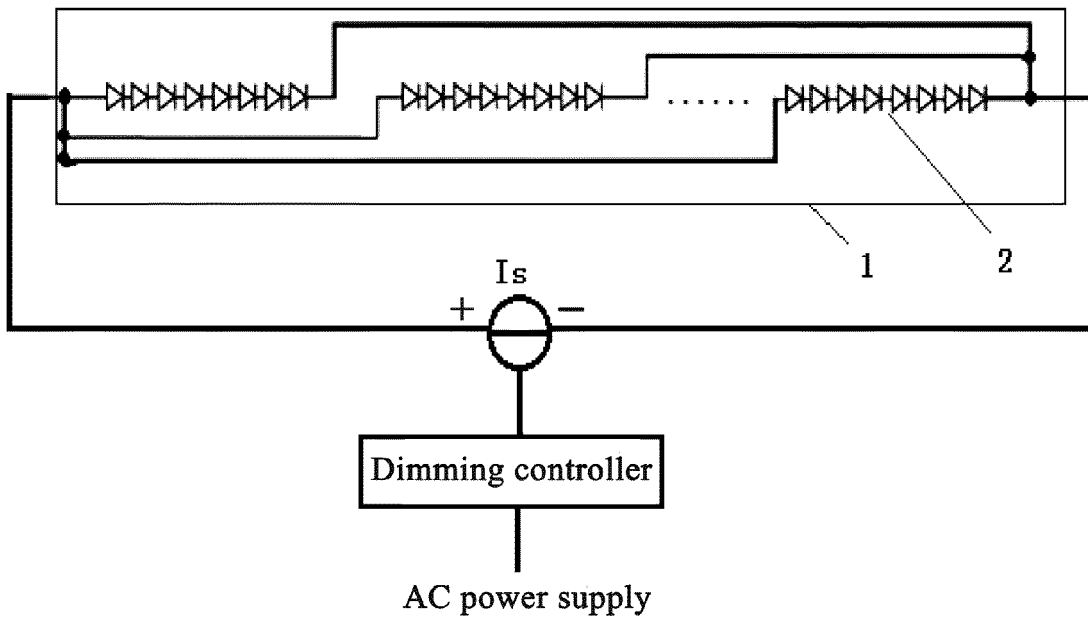 ......
1
2
Is
+ −
Dimming controller
AC power supply